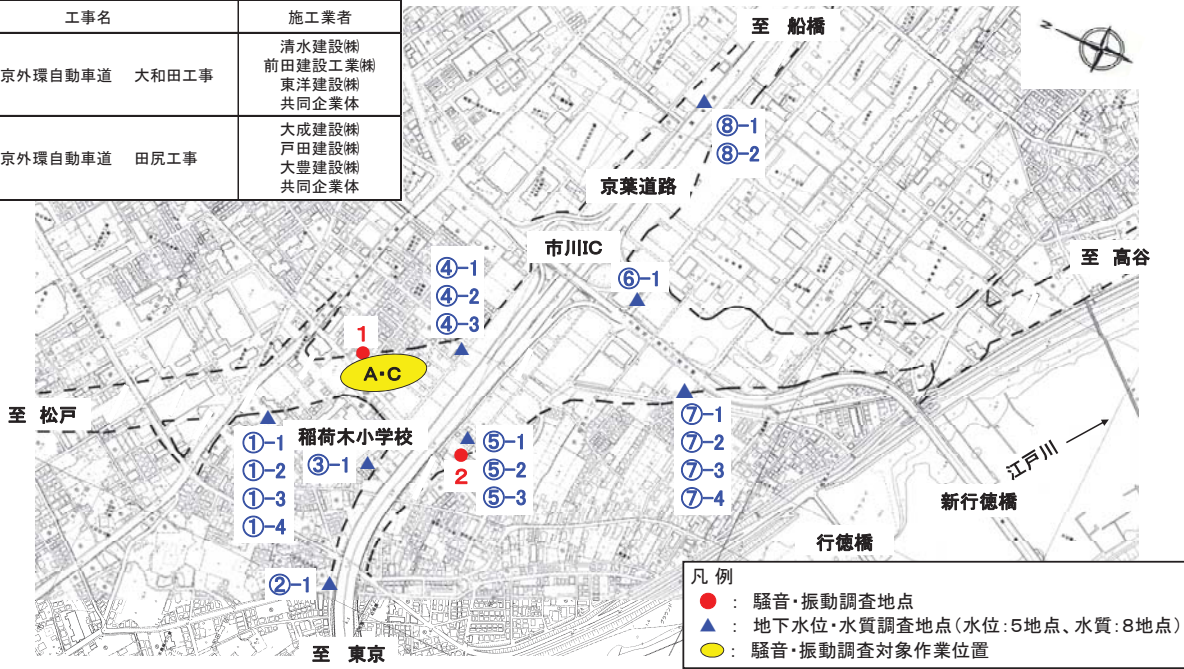 工事名 施工業者
京外環自動車道 大和田工事
清水建設㈱
前田建設工業㈱
東洋建設㈱
共同企業体
京外環自動車道 田尻工事
大成建設㈱
戸田建設㈱
大豊建設㈱
共同企業体
至 船橋
N
⑧-1
⑧-2
京葉道路
市川IC
至 高谷
④-1
④-2
④-3
⑥-1
1
A・C
至 松戸
①-1
①-2
①-3
①-4
稲荷木小学校
③-1
⑤-1
⑤-2
⑤-3
2
⑦-1
⑦-2
⑦-3
⑦-4
江戸川
新行徳橋
行徳橋
②-1
至 東京
凡 例
: 騒音・振動調査地点
: 地下水位・水質調査地点(水位:5地点、水質:8地点)
: 騒音・振動調査対象作業位置